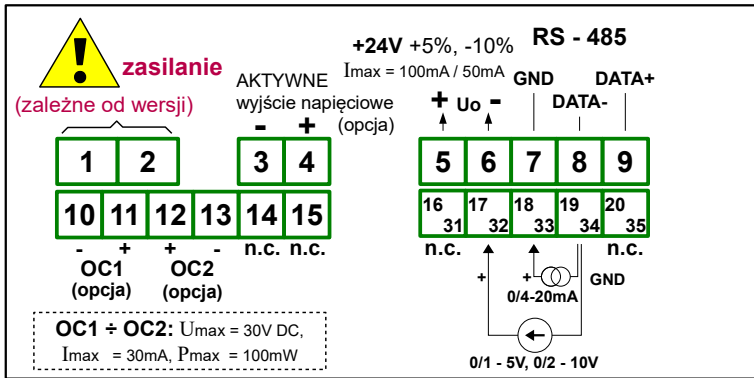 zasilanie
(zależne od wersji)
AKTYWNE
wyjście napięciowe
- + (opcja)
+24V +5%, -10%
Imax = 100mA / 50mA
RS - 485
+ Uo -
GND
DATA-
DATA+
1 2 3 4 5 6 7 8 9
10 11 12 13 14 15
16 31 17 32 18 33 19 34 20 35
- + + - n.c. n.c.
OC1
(opcja)
OC2
(opcja)
n.c.
n.c.
+ +
GND
0/4-20mA
0/1 - 5V, 0/2 - 10V
OC1 ÷ OC2: Umax = 30V DC,
Imax = 30mA, Pmax = 100mW